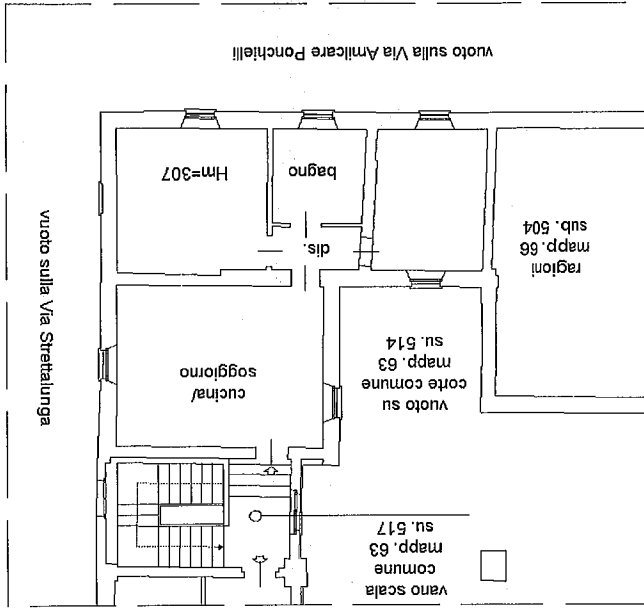 vano scala
comune
mapp. 63
su. 517
vuoto su
corte comune
mapp. 63
su. 514
cucina/
soggiorno
vuoto sulla Via Strettalunga
ragioni
mapp. 66
sub. 504
dis.
bagno
Hm=307
vuoto sulla Via Amilcare Ponchielli